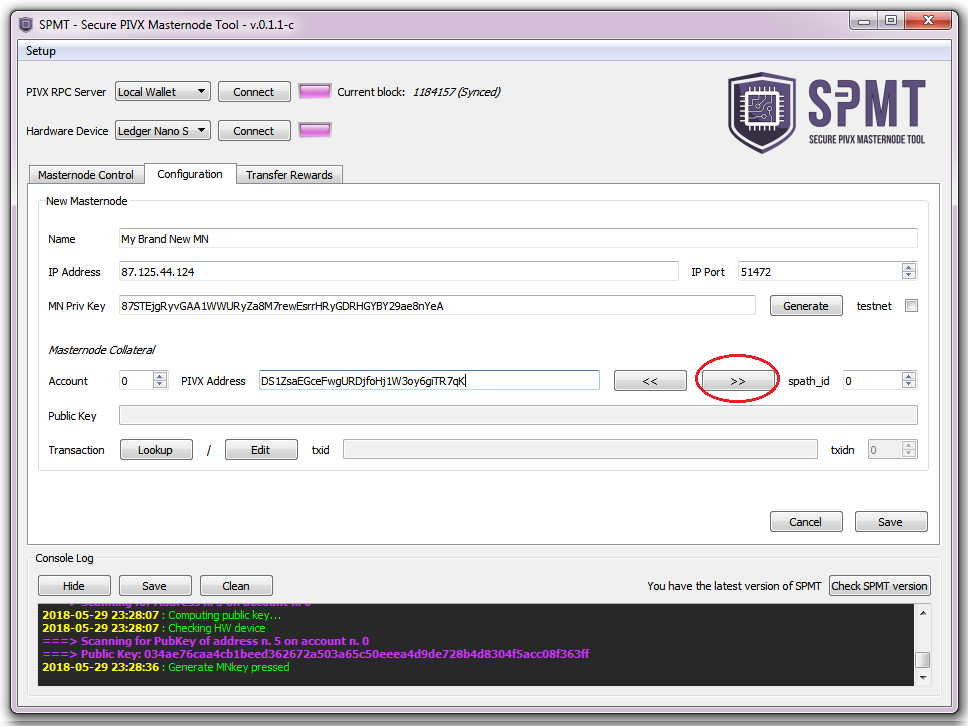 SPMT - Secure PIVX Masternode Tool - v.0.1.1-c
Setup
PIVX RPC Server Local Wallet Connect Current block: 1184157 (Synced)
Hardware Device Ledger Nano S Connect
SPMT
SECURE PIVX MASTERNODE TOOL
Masternode Control Configuration Transfer Rewards
New Masternode
Name My Brand New MN
IP Address 87.125.44.124 IP Port 51472
MN Priv Key 87STEjgRyvGAA1WWURyZa8M7rewEsrrHRyGDRHGYBY29ae8nYeA Generate testnet
Masternode Collateral
Account 0 PIVX Address DS1ZsaEGceFwgURDjfoHj1W3oy6giTR7qK << >> spath_id 0
Public Key
Transaction Lookup / Edit txid txidn 0
Cancel Save
Console Log
Hide Save Clean You have the latest version of SPMT Check SPMT version
2018-05-29 23:28:07 : Computing public key...
2018-05-29 23:28:07 : Checking HW device
===> Scanning for PubKey of address n. 5 on account n. 0
===> Public Key: 034ae76caa4cb1beed362672a503a65c50eeea4d9de728b4d8304f5acc08f363ff
2018-05-29 23:28:36 : Generate MNkey pressed